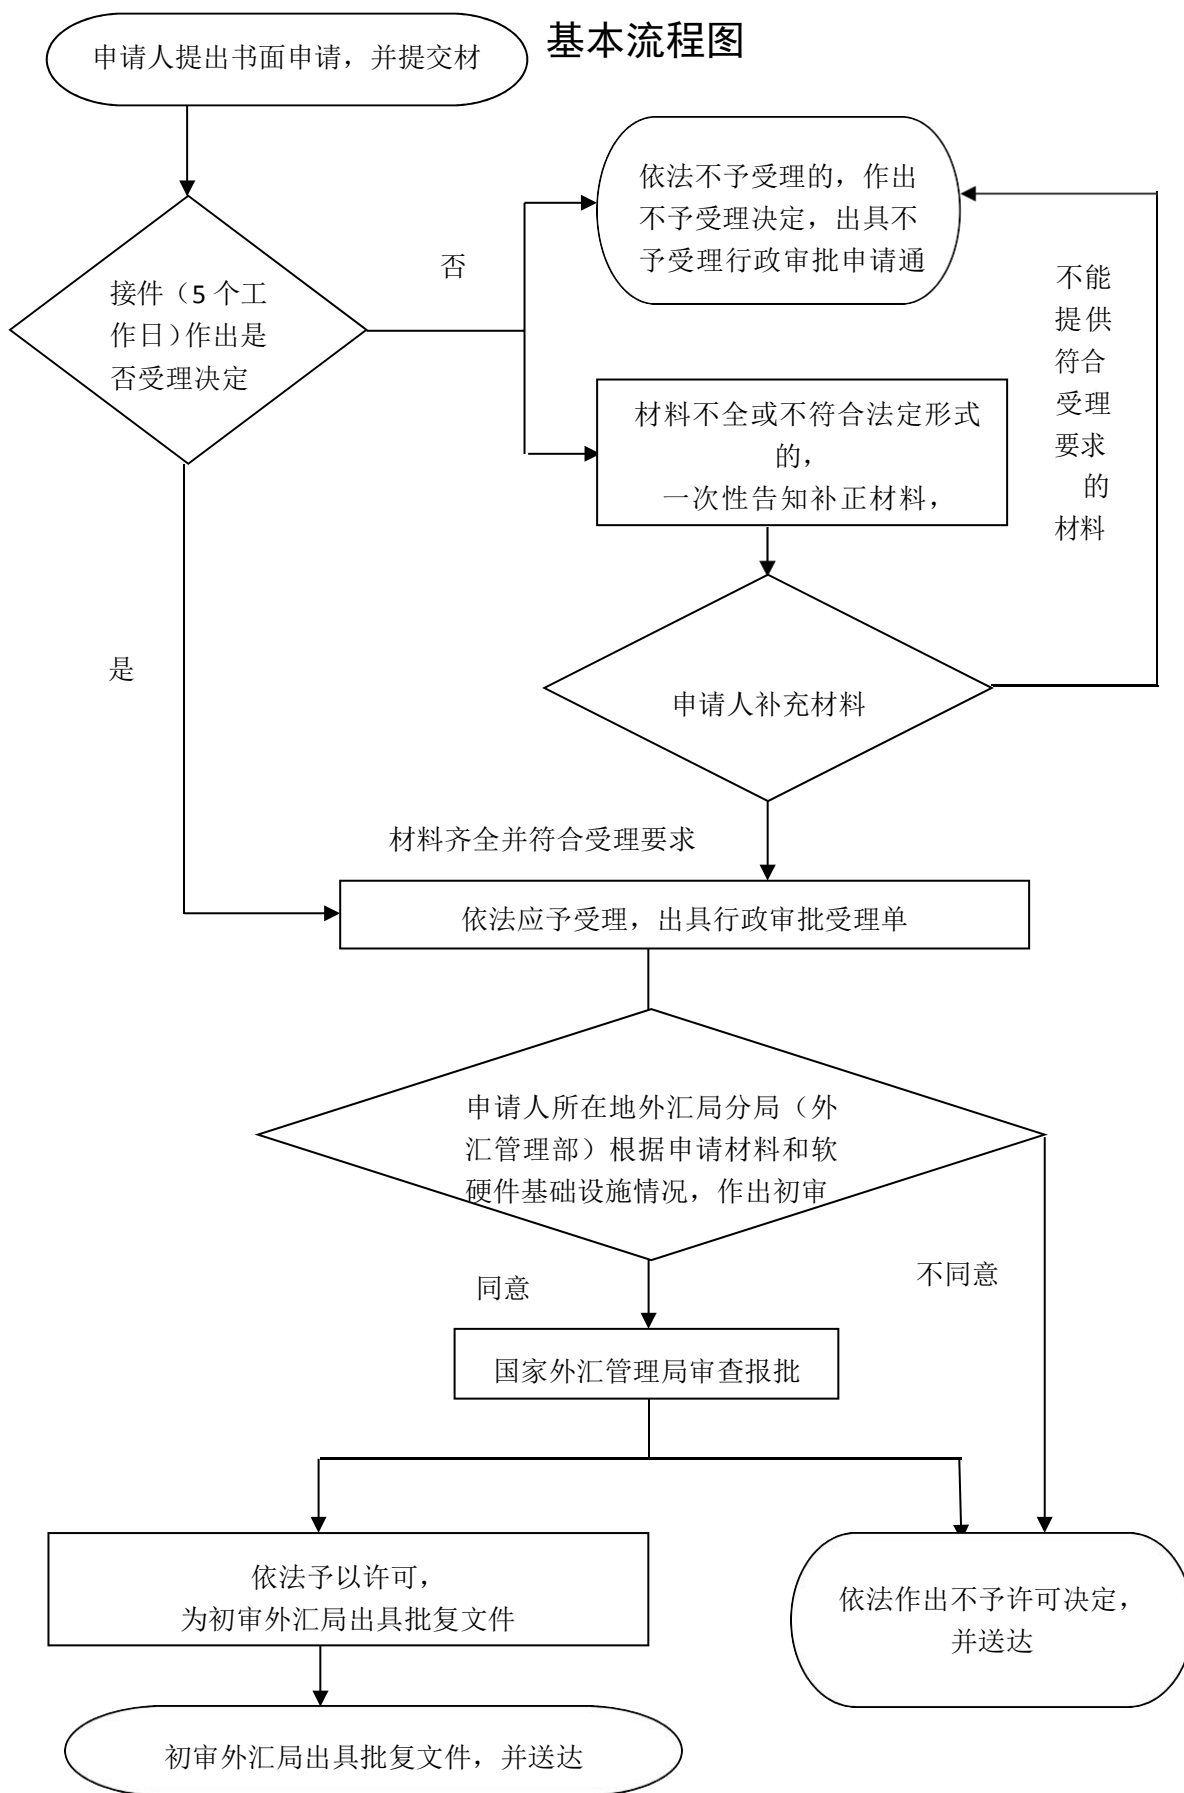 基本流程图
申请人提出书面申请，并提交材
依法不予受理的，作出
不予受理决定，出具不
予受理行政审批申请通
否
接件（5 个工
作日）作出是
否受理决定
不能
提供
符合
受理
要求
的
材料
材料不全或不符合法定形式
的，
一次性告知补正材料，
是
申请人补充材料
材料齐全并符合受理要求
依法应予受理，出具行政审批受理单
申请人所在地外汇局分局（外
汇管理部）根据申请材料和软
硬件基础设施情况，作出初审
同意
不同意
国家外汇管理局审查报批
依法予以许可，
为初审外汇局出具批复文件
依法作出不予许可决定，
并送达
初审外汇局出具批复文件，并送达